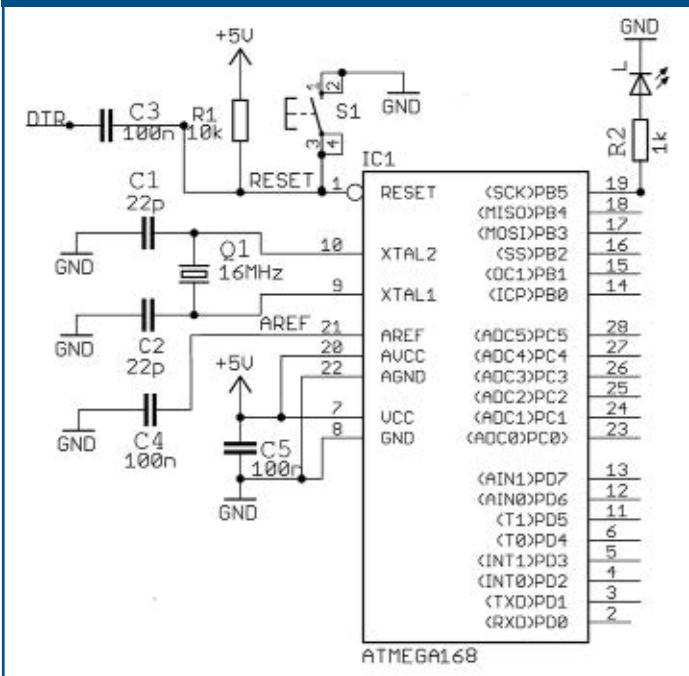 +5V
GND
L
DTR
C3
100n
R1
10k
1
2
S1
3
4
GND
R2
1k
IC1
RESET
1
RESET
(SCK)PB5
19
(MISO)PB4
18
(MOSI)PB3
17
(SS)PB2
16
(OC1)PB1
15
(ICP)PB0
14
C1
22p
GND
Q1
16MHz
10
XTAL2
9
XTAL1
GND
C2
22p
AREF
21
AREF
20
AVCC
22
AGND
7
VCC
8
GND
(ADC5)PC5
28
(ADC4)PC4
27
(ADC3)PC3
26
(ADC2)PC2
25
(ADC1)PC1
24
(ADC0)PC0)
23
+5V
GND
C4
100n
C5
100n
GND
(AIN1)PD7
13
(AIN0)PD6
12
(T1)PD5
11
(T0)PD4
6
(INT1)PD3
5
(INT0)PD2
4
(TXD)PD1
3
(RXD)PD0
2
ATMEGA168